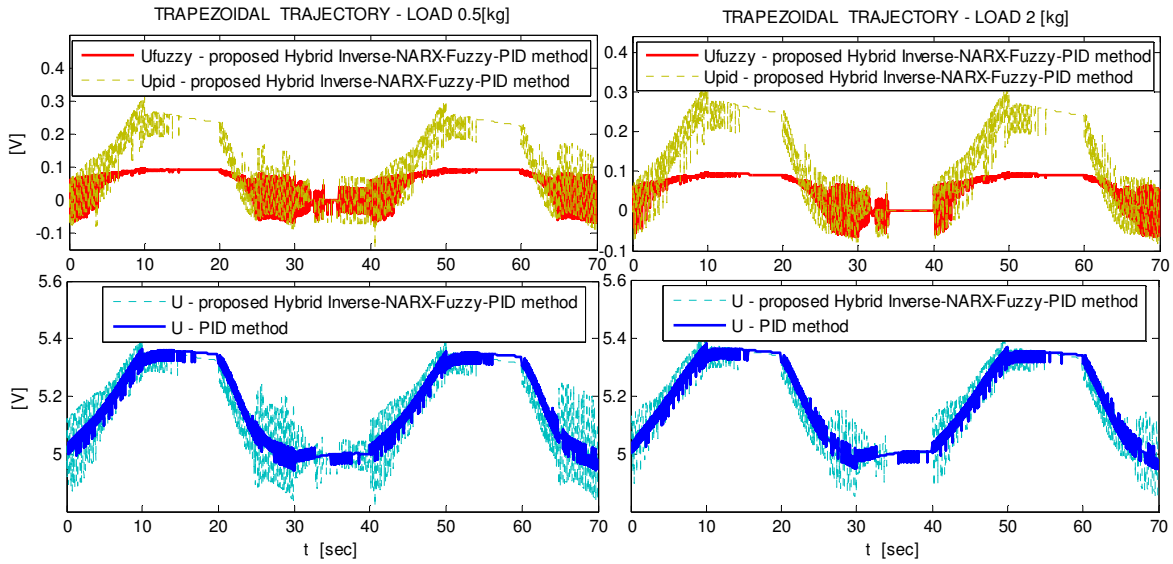 TRAPEZOIDAL TRAJECTORY - LOAD 0.5[kg]
Ufuzzy - proposed Hybrid Inverse-NARX-Fuzzy-PID method
Upid - proposed Hybrid Inverse-NARX-Fuzzy-PID method
[V]
0.4
0.3
0.2
0.1
0
-0.1
0 10 20 30 40 50 60 70
TRAPEZOIDAL TRAJECTORY - LOAD 2 [kg]
Ufuzzy - proposed Hybrid Inverse-NARX-Fuzzy-PID method
Upid - proposed Hybrid Inverse-NARX-Fuzzy-PID method
0.4
0.3
0.2
0.1
0
-0.1
0 10 20 30 40 50 60 70
U - proposed Hybrid Inverse-NARX-Fuzzy-PID method
U - PID method
[V]
5.6
5.4
5.2
5
0 10 20 30 40 50 60 70
t [sec]
U - proposed Hybrid Inverse-NARX-Fuzzy-PID method
U - PID method
[V]
5.6
5.4
5.2
5
0 10 20 30 40 50 60 70
t [sec]